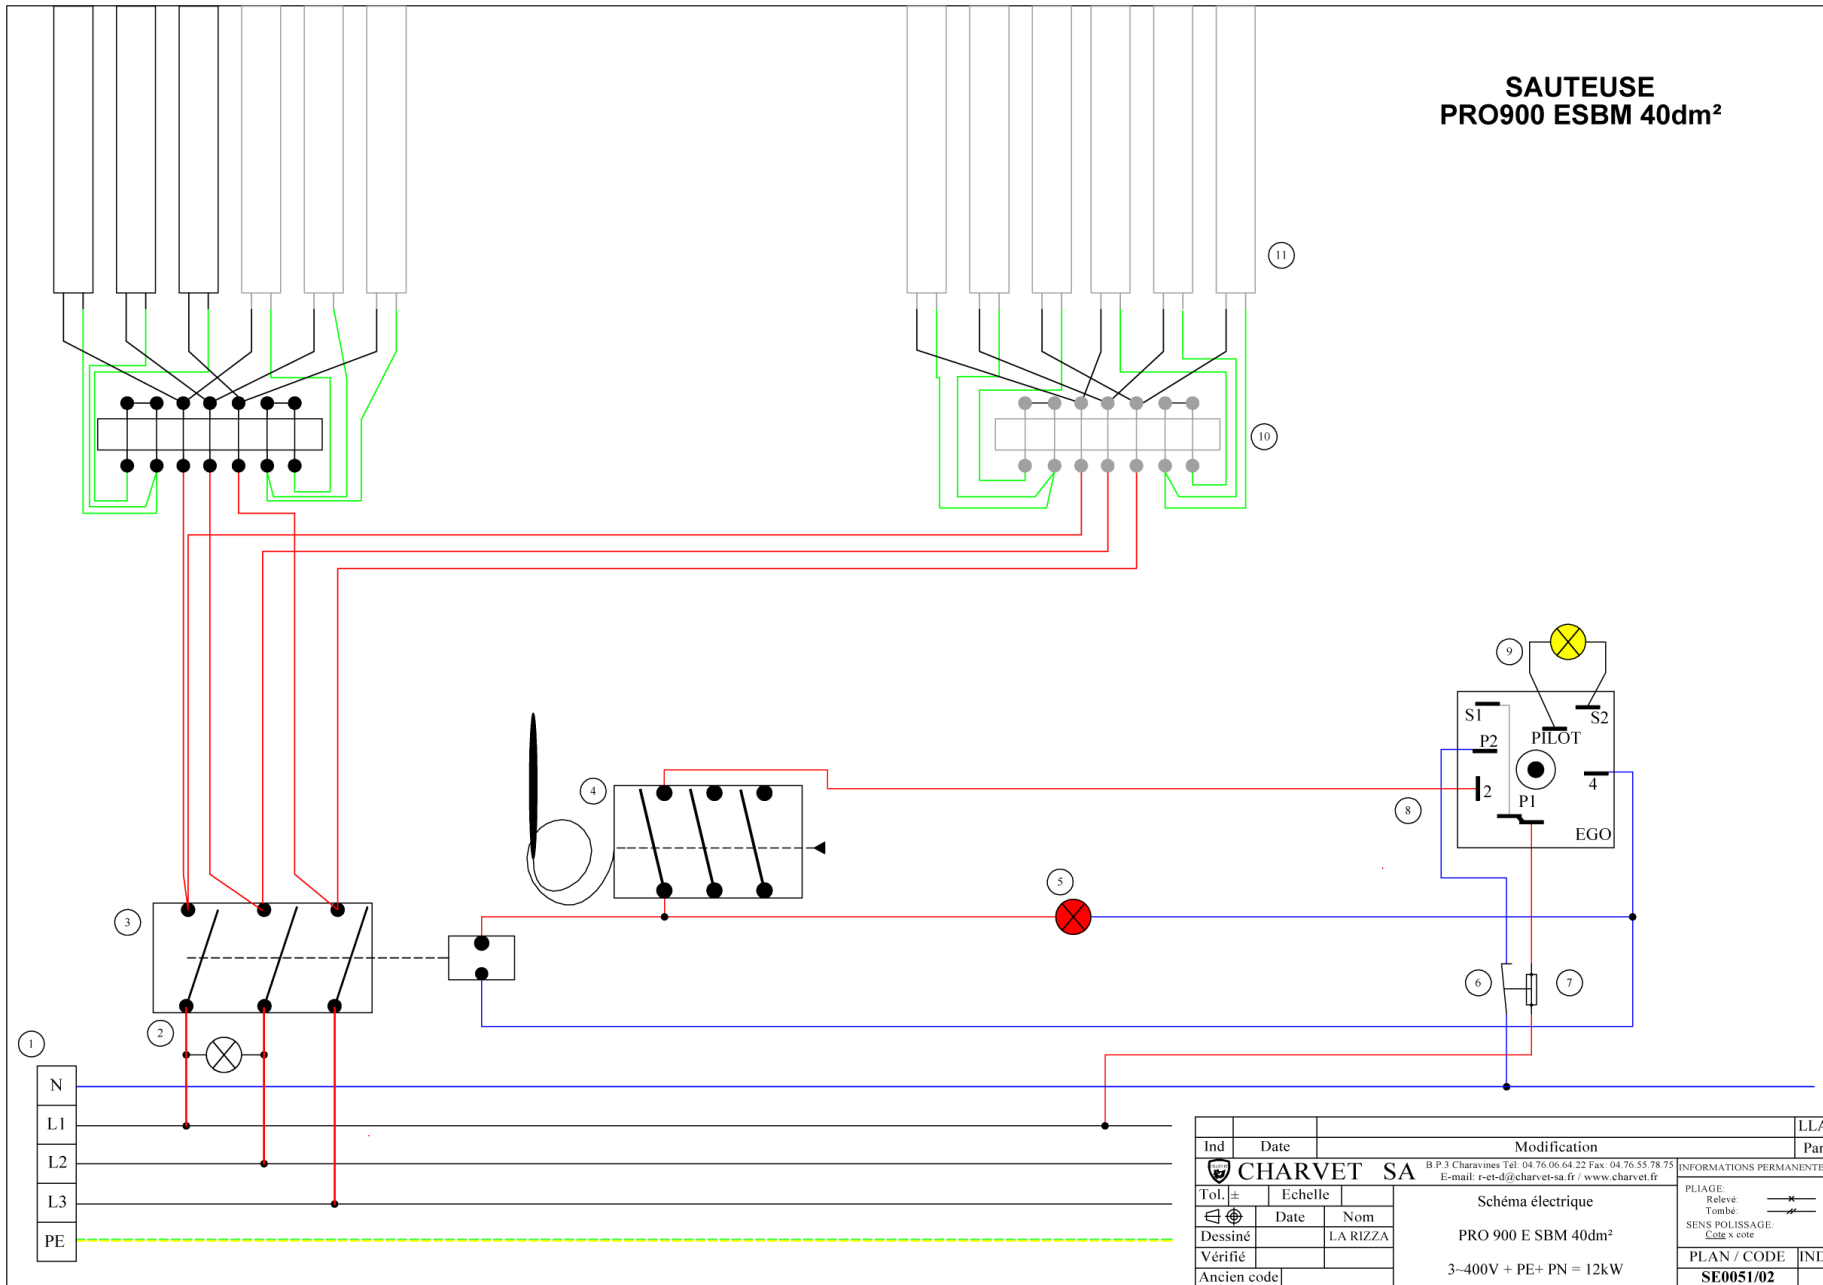 SAUTEUSE
PRO900 ESBM 40dm²
11
10
9
S1
S2
PILOT
P2
4
2
4
8
P1
EGO
5
3
6
7
2
1
N
L1
L2
L3
PE
LLA
Ind Date Modification Par
CHARVET SA
B.P.3 Charavines Tél: 04.76.06.64.22 Fax: 04.76.55.78.75
E-mail: r-et-d@charvet-sa.fr / www.charvet.fr
INFORMATIONS PERMANENTE
Tol. ± Echelle
Schéma électrique
PLIAGE:
Relevé:
Tombé:
Date Nom
SENS POLISSAGE:
Cote x cote
Dessiné LA RIZZA
PRO 900 E SBM 40dm²
Vérifié
PLAN / CODE IND
Ancien code
3~400V + PE+ PN = 12kW
SE0051/02